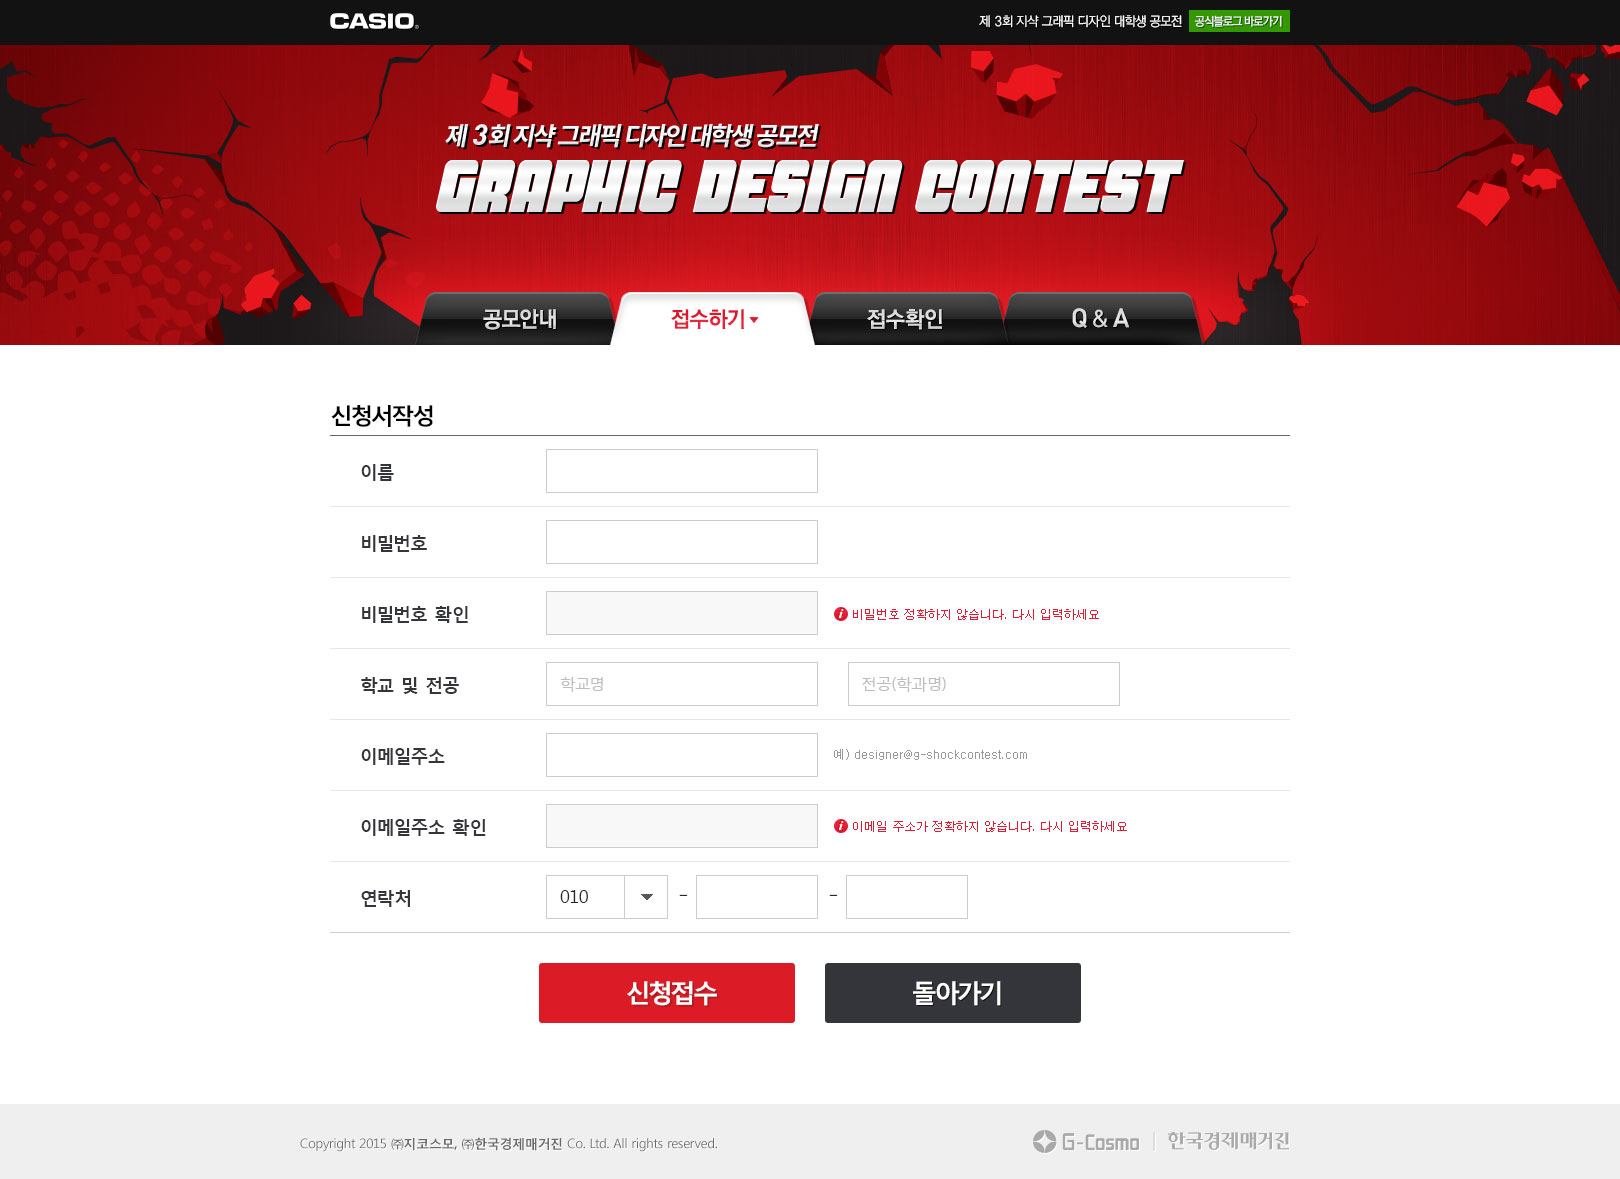 CASIO
제 3회 지샥 그래픽 디자인 대학생 공모전 공식블로그 바로가기
제 3회 지샥 그래픽 디자인 대학생 공모전
GRAPHIC DESIGN CONTEST
공모안내 접수하기 접수확인 Q & A
신청서작성
이름
비밀번호
비밀번호 확인 비밀번호 정확하지 않습니다. 다시 입력하세요
학교 및 전공 학교명 전공(학과명)
이메일주소 예) designer@g-shockcontest.com
이메일주소 확인 이메일 주소가 정확하지 않습니다. 다시 입력하세요
연락처 010 - -
신청접수 돌아가기
Copyright 2015 ㈜지코스모, ㈜한국경제매거진 Co. Ltd. All rights reserved. G-Cosmo 한국경제매거진